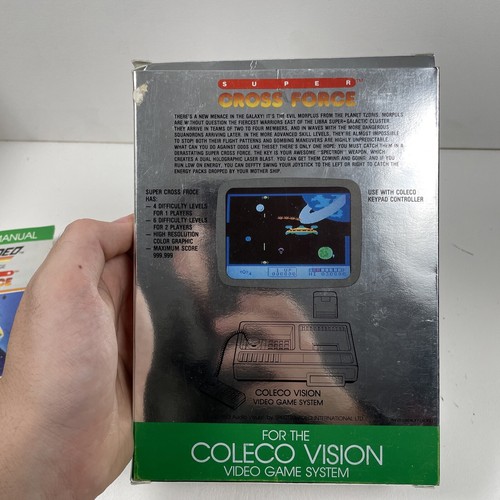 SUPER
CROSS FORCE
THERE'S A NEW MENACE IN THE GALAXY! IT'S THE EVIL MORPLUS FROM THE PLANET TZORG. MORPULS
ARE WITHOUT QUESTION THE FIERCEST WARRIORS EAST OF THE LIBRA SUPER-GALACTIC CLUSTER.
THEY ARRIVE IN TEAMS OF TWO TO FOUR MEMBERS, AND IN WAVES WITH THE MORE DANGEROUS
SQUADRONS ARRIVING LATER. IN THE MORE ADVANCED SKILL LEVELS, THEY'RE ALMOST IMPOSSIBLE
TO STOP! BOTH THEIR FLIGHT PATTERNS AND BOMBING MANEUVERS ARE HIGHLY UNPREDICTABLE.
WHAT CAN YOU DO AGAINST ODDS LIKE THESE? THERE'S ONLY ONE HOPE: YOU MUST CATCH THEM IN A
DEVASTATING SUPER CROSS FORCE. THE KEY IS YOUR AWESOME "SPECTRON" WEAPON, WHICH
CREATES A DUAL HOLOGRAPHIC LASER BLAST. YOU CAN GET THEM COMING AND GOING. AND IF YOU
RUN LOW ON ENERGY, YOU CAN DEFTLY SWING YOUR JOYSTICK TO THE LEFT OR RIGHT TO CATCH THE
ENERGY PACKS DROPPED BY YOUR MOTHER SHIP.
SUPER CROSS FROCE
HAS:
– 4 DIFFICULTY LEVELS
FOR 1 PLAYERS
– 6 DIFFICULTY LEVELS
FOR 2 PLAYERS
– HIGH RESOLUTION
COLOR GRAPHIC
– MAXIMUM SCORE
999.999
USE WITH COLECO
KEYPAD CONTROLLER
COLECO VISION
VIDEO GAME SYSTEM
INTERNATIONAL LTD
FOR THE
COLECO VISION
VIDEO GAME SYSTEM
MANUAL